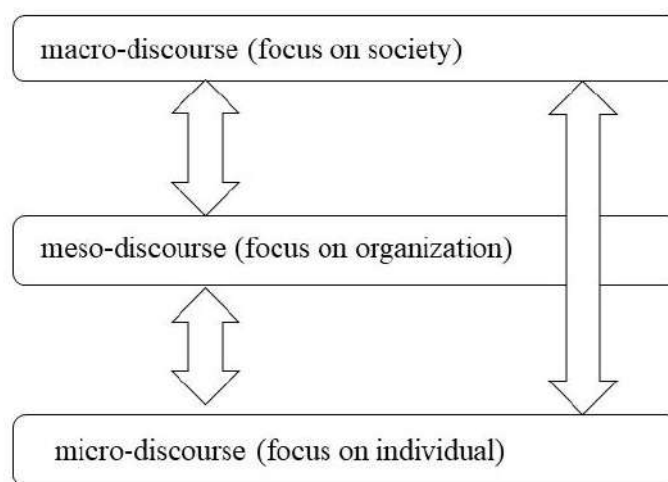 macro-discourse (focus on society)
meso-discourse (focus on organization)
micro-discourse (focus on individual)